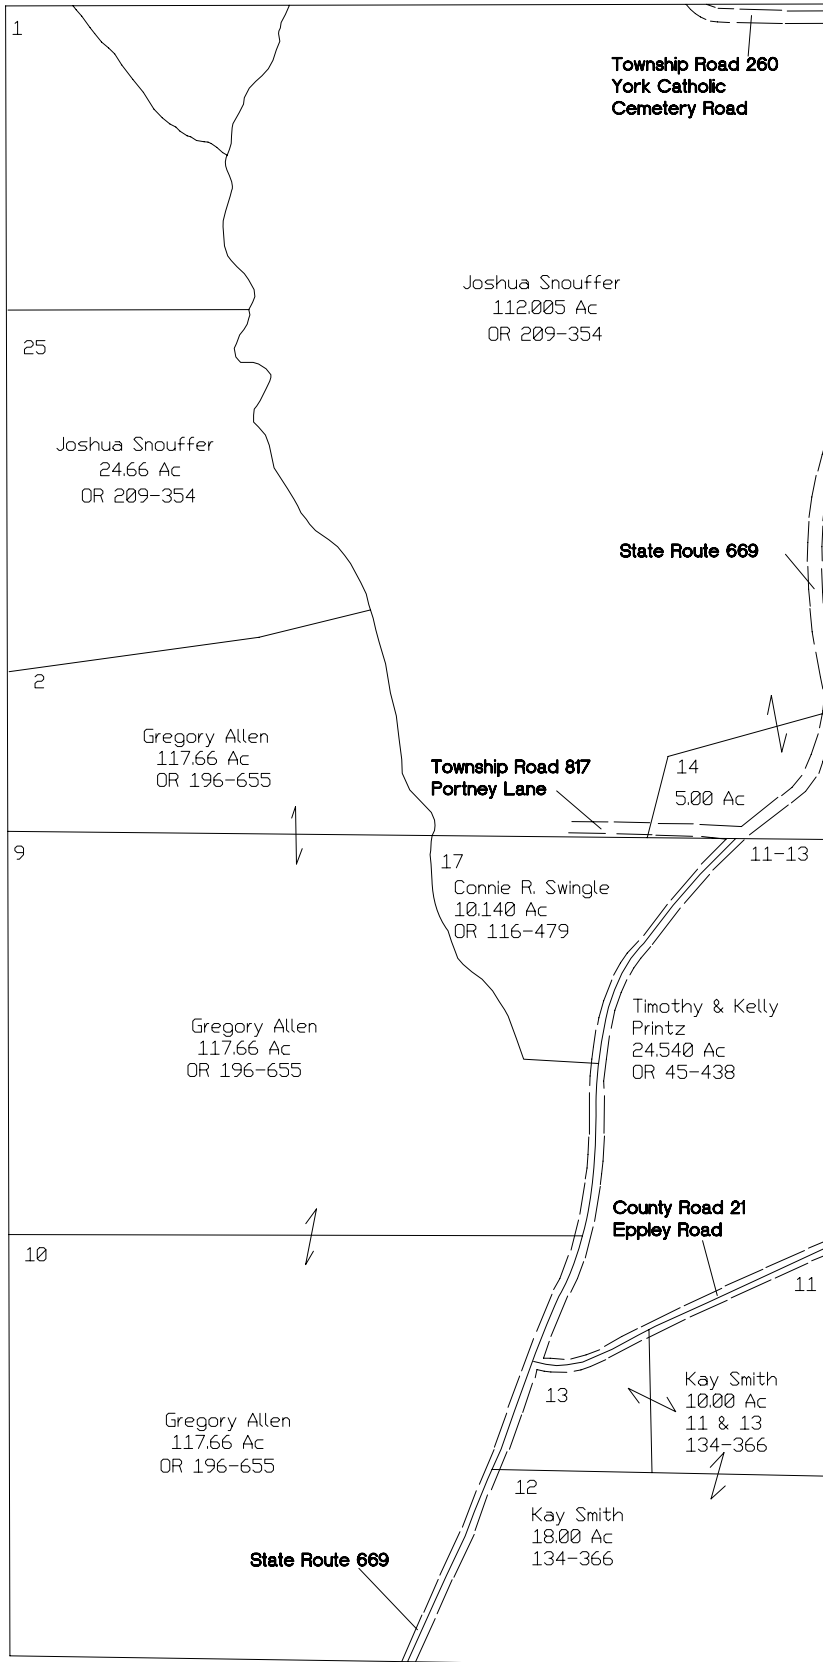 1
Township Road 260
York Catholic
Cemetery Road
Joshua Snouffer
112.005 Ac
OR 209-354
25
Joshua Snouffer
24.66 Ac
OR 209-354
State Route 669
2
Gregory Allen
117.66 Ac
OR 196-655
Township Road 817
Portney Lane
14
5.00 Ac
9
17
11-13
Connie R. Swingle
10.140 Ac
OR 116-479
Timothy & Kelly
Printz
24.540 Ac
OR 45-438
Gregory Allen
117.66 Ac
OR 196-655
County Road 21
Eppley Road
10
11
13
Kay Smith
10.00 Ac
11 & 13
134-366
Gregory Allen
117.66 Ac
OR 196-655
12
Kay Smith
18.00 Ac
134-366
State Route 669